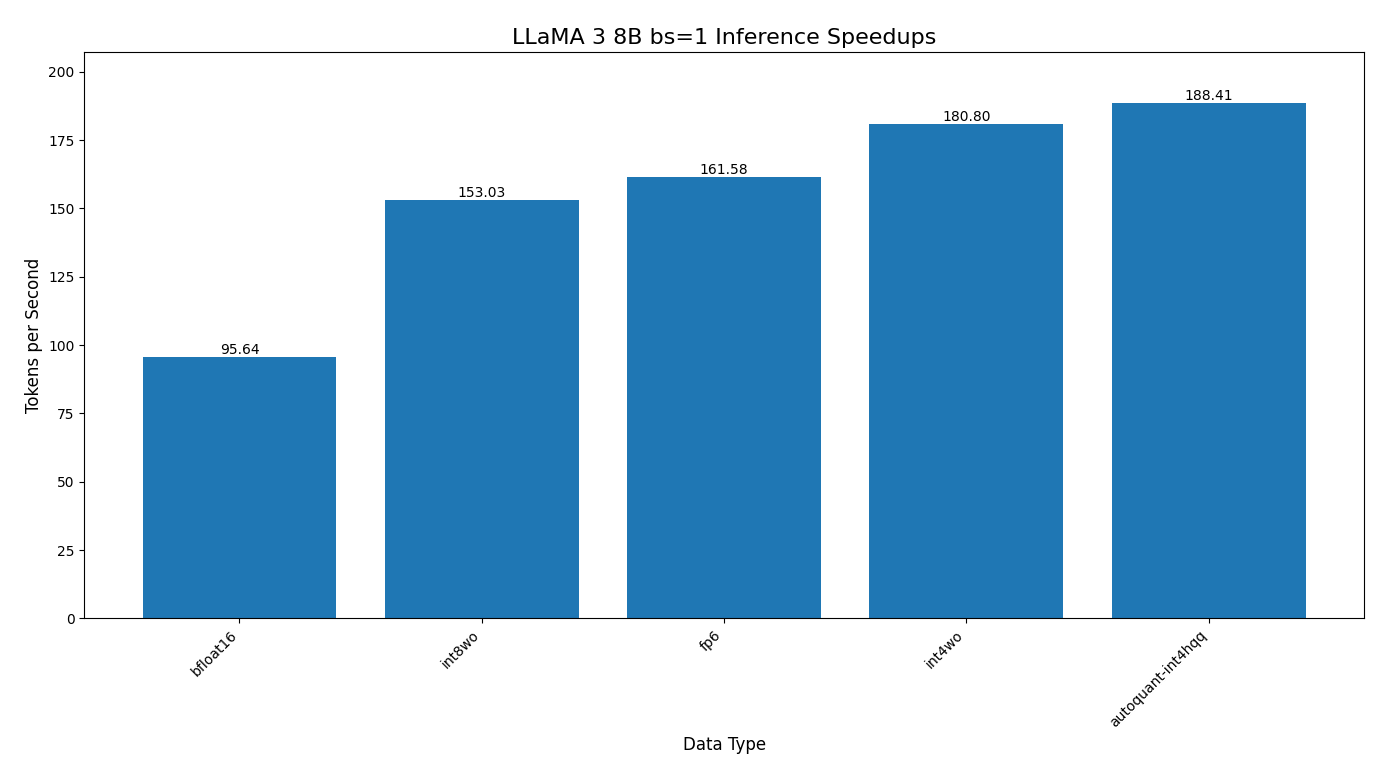 LLaMA 3 8B bs=1 Inference Speedups
Tokens per Second
200
175
150
125
100
75
50
25
0
95.64
153.03
161.58
180.80
188.41
bfloat16
int8wo
fp6
int4wo
autoquant-int4hqq
Data Type